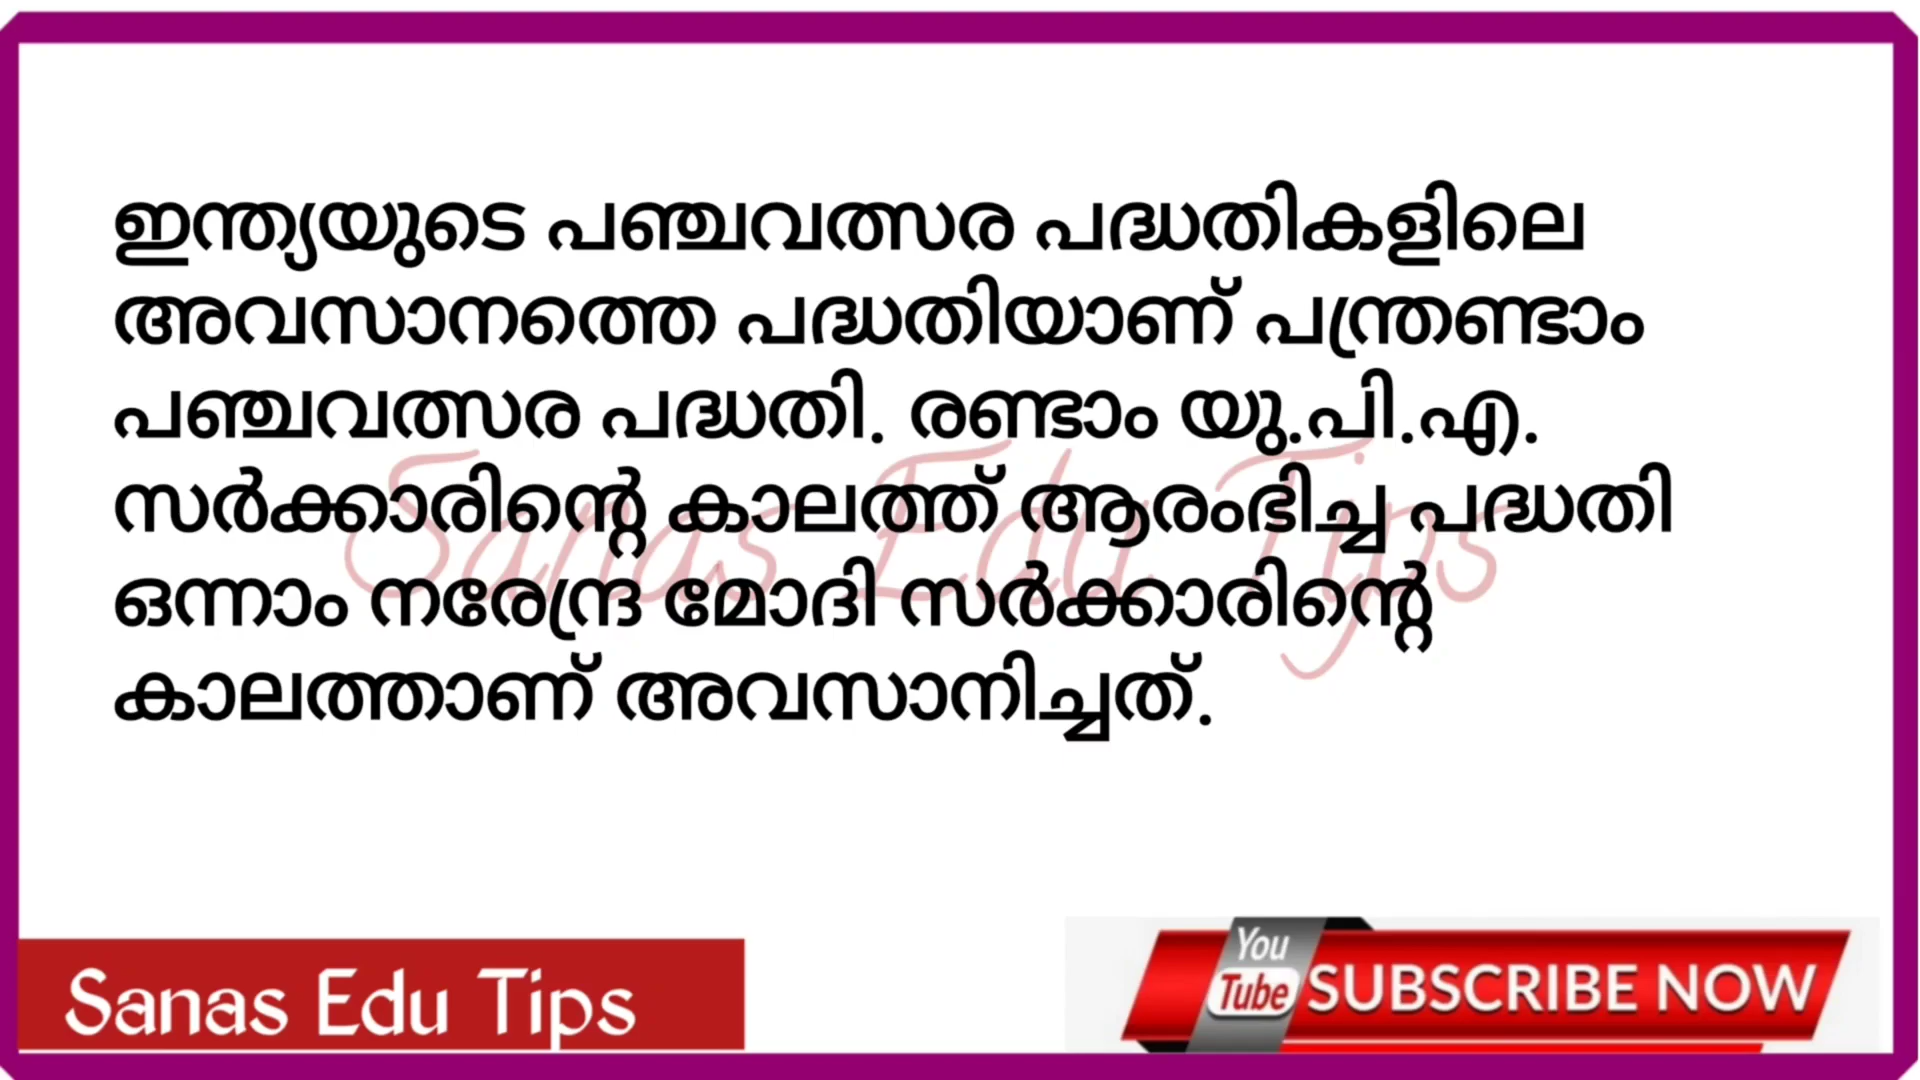 ഇന്ത്യയുടെ പഞ്ചവത്സര പദ്ധതികളിലെ
അവസാനത്തെ പദ്ധതിയാണ് പന്ത്രണ്ടാം
പഞ്ചവത്സര പദ്ധതി. രണ്ടാം യു.പി.എ.
സർക്കാരിന്റെ കാലത്ത് ആരംഭിച്ച പദ്ധതി
ഒന്നാം നരേന്ദ്ര മോദി സർക്കാരിന്റെ
കാലത്താണ് അവസാനിച്ചത്.
Sanas Edu Tips
Sanas Edu Tips
You
Tube SUBSCRIBE NOW